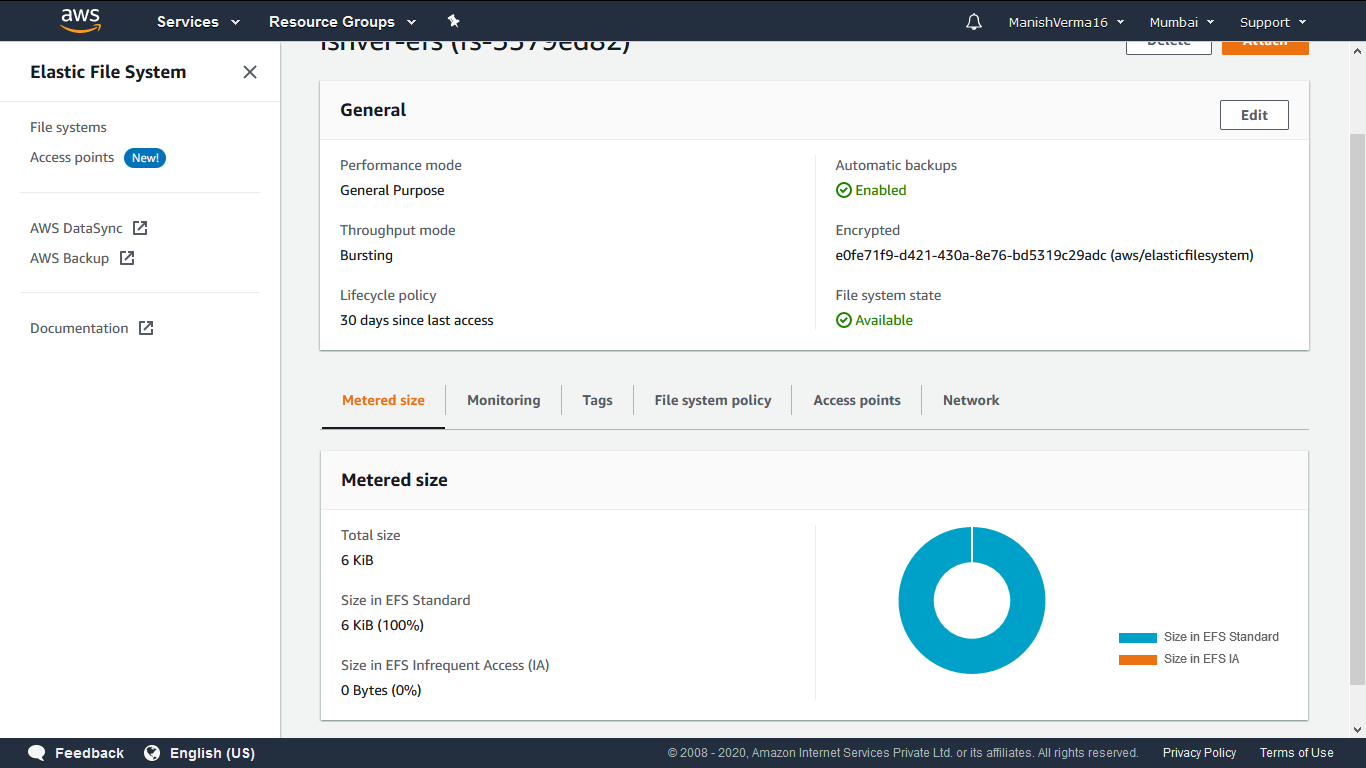 aws Services Resource Groups ManishVerma16 Mumbai Support
Elastic File System
File systems
Access points New!
AWS DataSync
AWS Backup
Documentation
Delete Attach
General
Edit
Performance mode
General Purpose
Throughput mode
Bursting
Lifecycle policy
30 days since last access
Automatic backups
Enabled
Encrypted
e0fe71f9-d421-430a-8e76-bd5319c29adc (aws/elasticfilesystem)
File system state
Available
Metered size Monitoring Tags File system policy Access points Network
Metered size
Total size
6 KiB
Size in EFS Standard
6 KiB (100%)
Size in EFS Infrequent Access (IA)
0 Bytes (0%)
Size in EFS Standard
Size in EFS IA
Feedback English (US) © 2008 - 2020, Amazon Internet Services Private Ltd. or its affiliates. All rights reserved. Privacy Policy Terms of Use